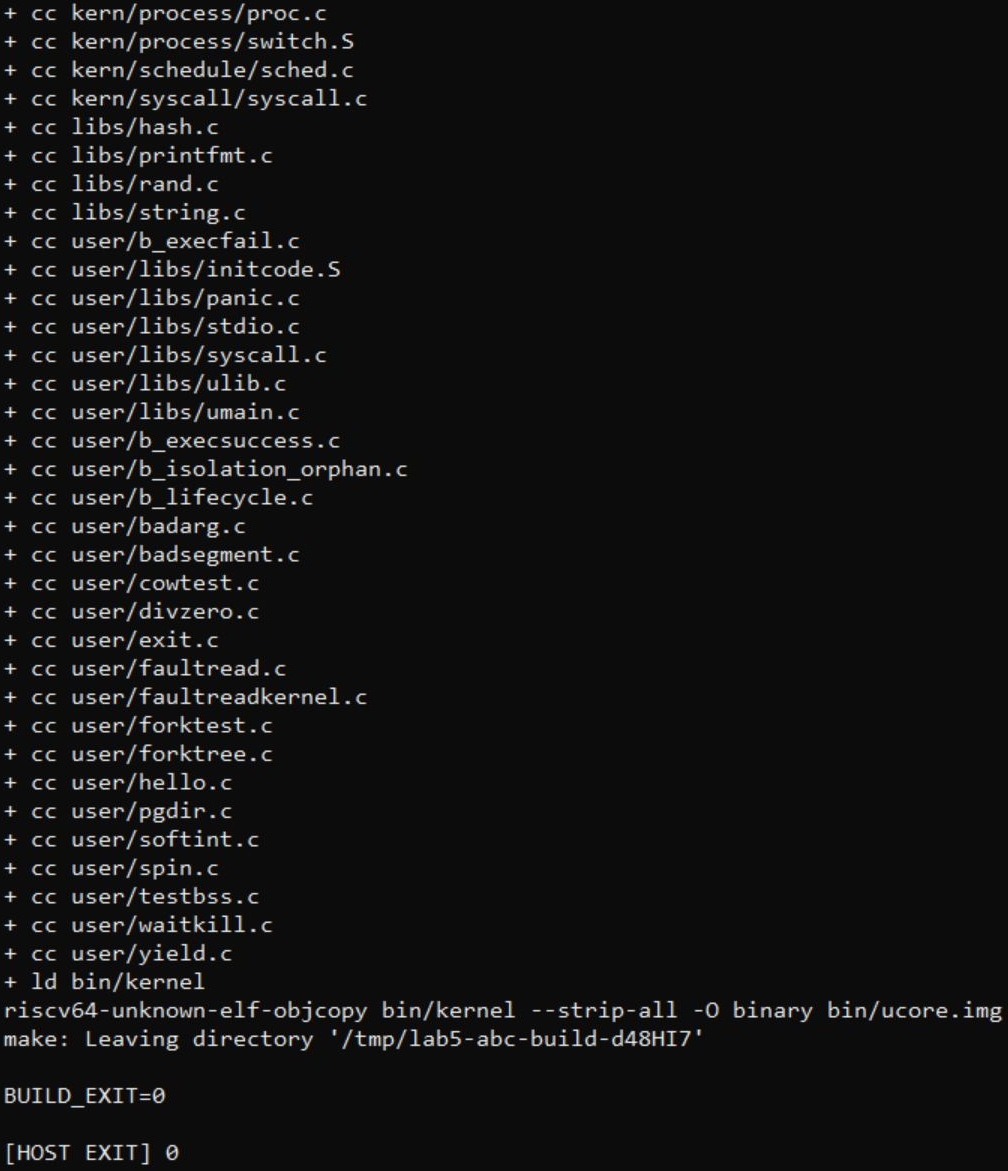 + cc kern/process/proc.c
+ cc kern/process/switch.S
+ cc kern/schedule/sched.c
+ cc kern/syscall/syscall.c
+ cc libs/hash.c
+ cc libs/printfmt.c
+ cc libs/rand.c
+ cc libs/string.c
+ cc user/b_execfail.c
+ cc user/libs/initcode.S
+ cc user/libs/panic.c
+ cc user/libs/stdio.c
+ cc user/libs/syscall.c
+ cc user/libs/ulib.c
+ cc user/libs/umain.c
+ cc user/b_execsuccess.c
+ cc user/b_isolation_orphan.c
+ cc user/b_lifecycle.c
+ cc user/badarg.c
+ cc user/badsegment.c
+ cc user/cowtest.c
+ cc user/divzero.c
+ cc user/exit.c
+ cc user/faultread.c
+ cc user/faultreadkernel.c
+ cc user/forktest.c
+ cc user/forktree.c
+ cc user/hello.c
+ cc user/pgdir.c
+ cc user/softint.c
+ cc user/spin.c
+ cc user/testbss.c
+ cc user/waitkill.c
+ cc user/yield.c
+ ld bin/kernel
riscv64-unknown-elf-objcopy bin/kernel --strip-all -O binary bin/ucore.img
make: Leaving directory '/tmp/lab5-abc-build-d48HI7'
BUILD_EXIT=0
[HOST EXIT] 0